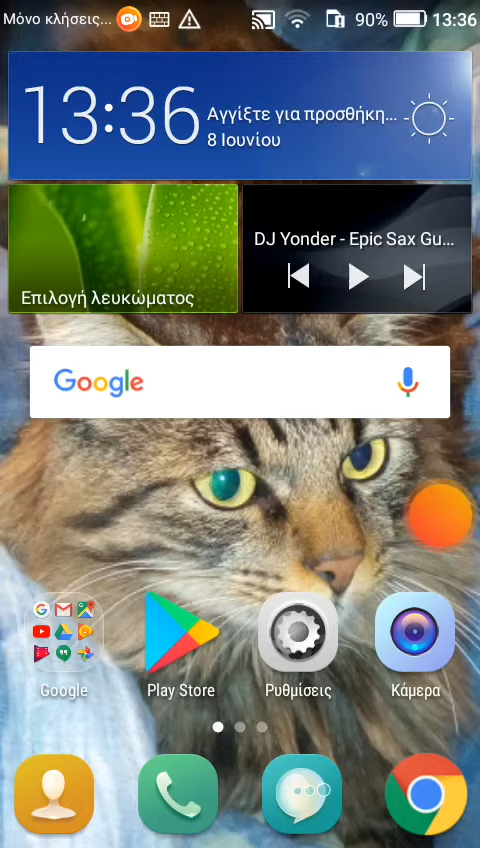 Μόνο κλήσεις... 90% 13:36
13:36
Αγγίξτε για προσθήκη...
8 Ιουνίου
Επιλογή λευκώματος
DJ Yonder - Epic Sax Gu...
Google
Google Play Store Ρυθμίσεις Κάμερα